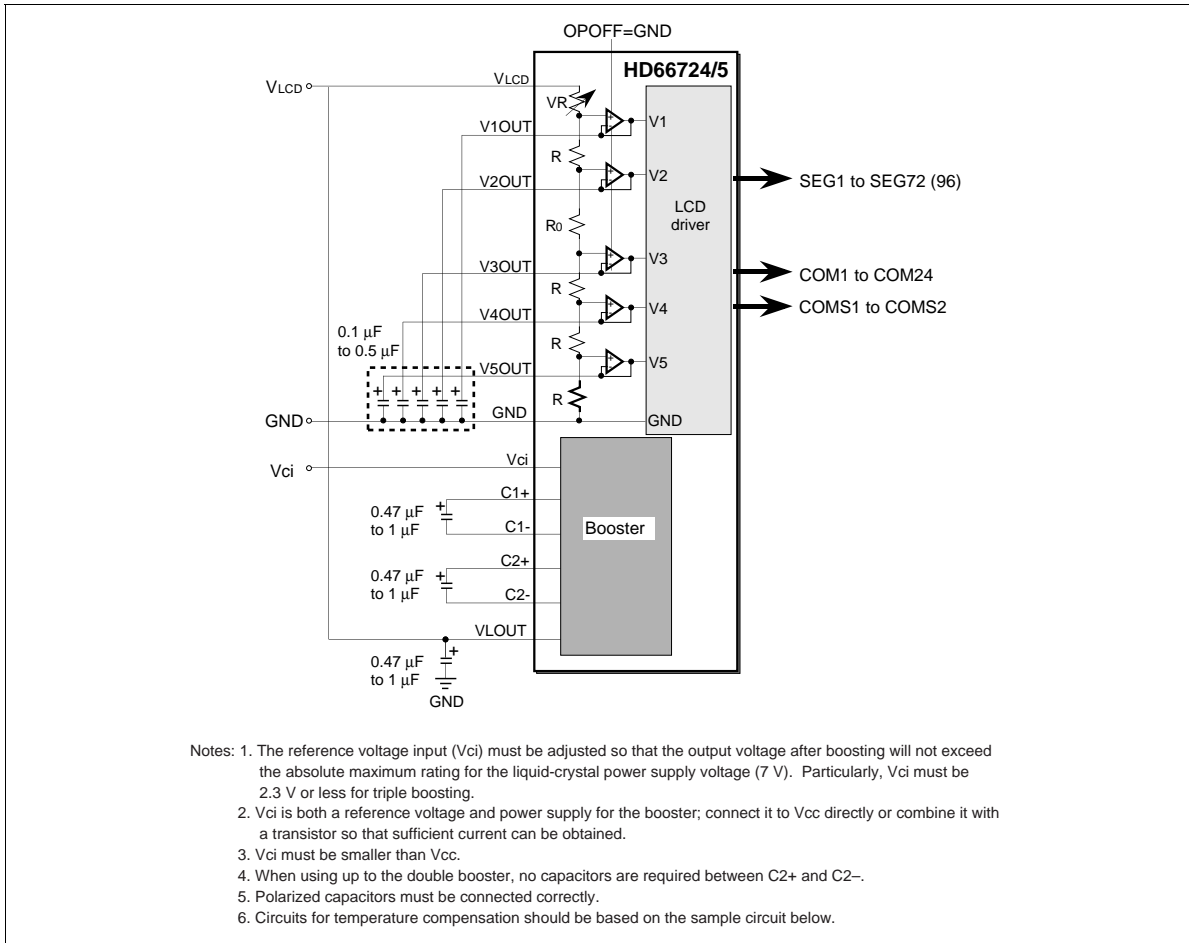 OPOFF=GND
HD66724/5
VLCD
VLCD
VR
V1OUT
V1
R
V2OUT
V2
SEG1 to SEG72 (96)
LCD
driver
R0
V3OUT
V3
COM1 to COM24
R
V4OUT
V4
COMS1 to COMS2
0.1 µF
to 0.5 µF
R
V5OUT
V5
+ + + + +
R
GND
GND
GND
Vci
Vci
C1+
0.47 µF
to 1 µF
+
C1-
Booster
C2+
0.47 µF
to 1 µF
+
C2-
VLOUT
0.47 µF
to 1 µF
+
GND
Notes: 1. The reference voltage input (Vci) must be adjusted so that the output voltage after boosting will not exceed
the absolute maximum rating for the liquid-crystal power supply voltage (7 V). Particularly, Vci must be
2.3 V or less for triple boosting.
2. Vci is both a reference voltage and power supply for the booster; connect it to Vcc directly or combine it with
a transistor so that sufficient current can be obtained.
3. Vci must be smaller than Vcc.
4. When using up to the double booster, no capacitors are required between C2+ and C2–.
5. Polarized capacitors must be connected correctly.
6. Circuits for temperature compensation should be based on the sample circuit below.